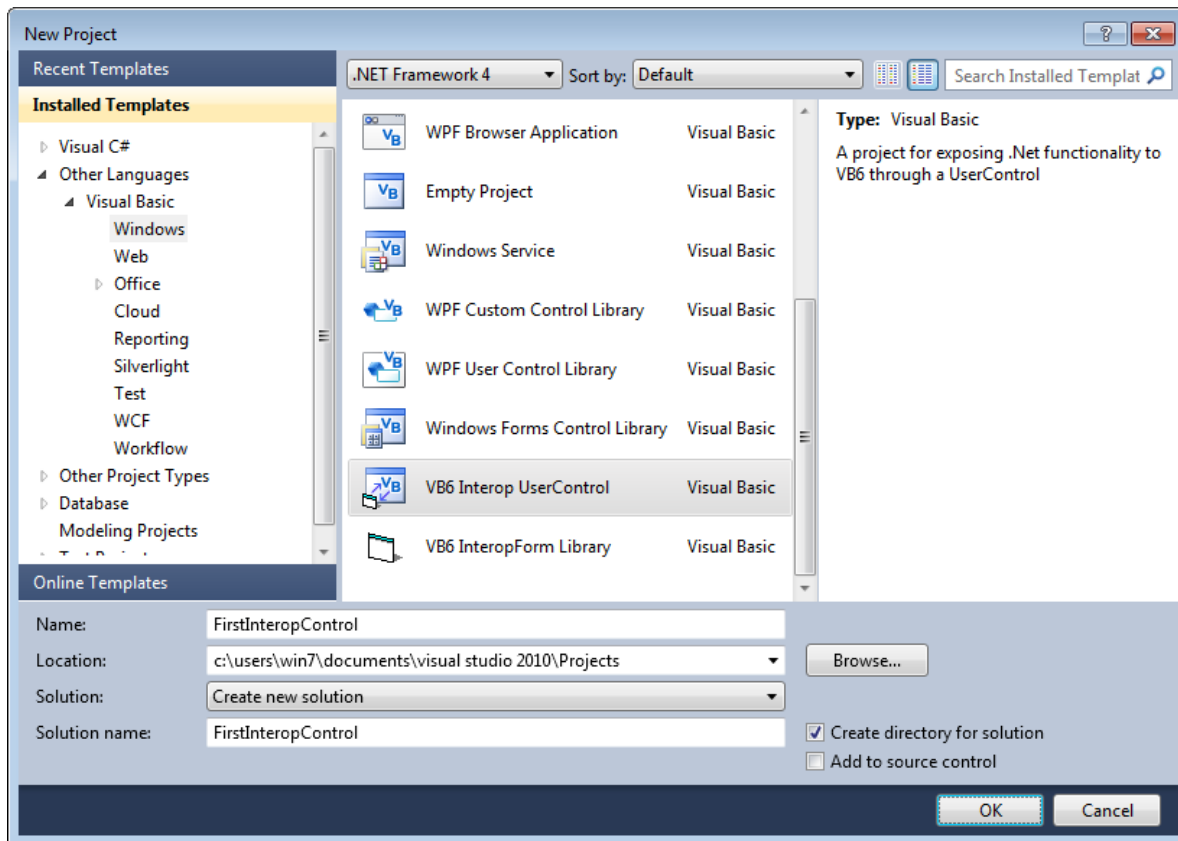 New Project
Recent Templates
Installed Templates
Visual C#
Other Languages
Visual Basic
Windows
Web
Office
Cloud
Reporting
Silverlight
Test
WCF
Workflow
Other Project Types
Database
Modeling Projects
Online Templates
.NET Framework 4 Sort by: Default Search Installed Templat
WPF Browser Application Visual Basic
Empty Project Visual Basic
Windows Service Visual Basic
WPF Custom Control Library Visual Basic
WPF User Control Library Visual Basic
Windows Forms Control Library Visual Basic
VB6 Interop UserControl Visual Basic
VB6 InteropForm Library Visual Basic
Type: Visual Basic
A project for exposing .Net functionality to
VB6 through a UserControl
Name: FirstInteropControl
Location: c:\users\win7\documents\visual studio 2010\Projects Browse...
Solution: Create new solution
Solution name: FirstInteropControl Create directory for solution
Add to source control
OK Cancel